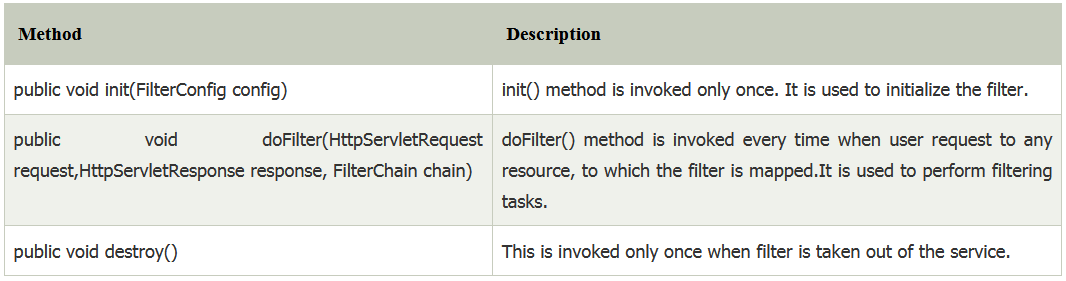 Method Description
public void init(FilterConfig config) init() method is invoked only once. It is used to initialize the filter.
public void doFilter(HttpServletRequest
request,HttpServletResponse response, FilterChain chain)
doFilter() method is invoked every time when user request to any
resource, to which the filter is mapped.It is used to perform filtering
tasks.
public void destroy() This is invoked only once when filter is taken out of the service.